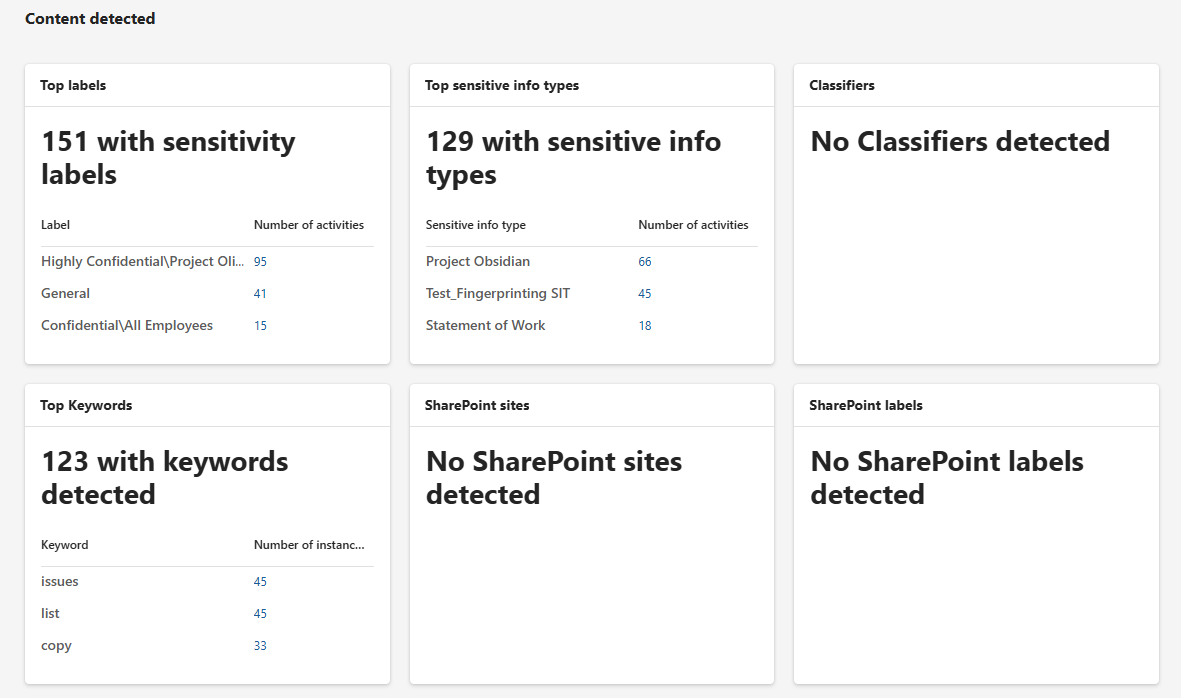 Content detected
Top labels
151 with sensitivity
labels
Label Number of activities
Highly Confidential\Project Oli... 95
General 41
Confidential\All Employees 15
Top sensitive info types
129 with sensitive info
types
Sensitive info type Number of activities
Project Obsidian 66
Test_Fingerprinting SIT 45
Statement of Work 18
Classifiers
No Classifiers detected
Top Keywords
123 with keywords
detected
Keyword Number of instanc...
issues 45
list 45
copy 33
SharePoint sites
No SharePoint sites
detected
SharePoint labels
No SharePoint labels
detected